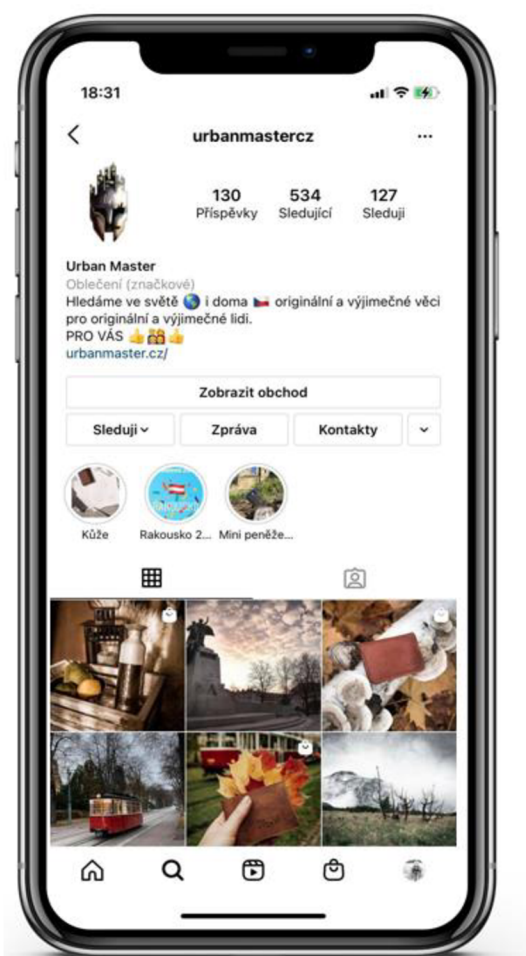 18:31
urbanmastercz
130 534 127
Příspěvky Sledující Sleduji
Urban Master
Oblečení (značkové)
Hledáme ve světě 🌎 i doma 🇨🇿 originální a výjimečné věci
pro originální a výjimečné lidi.
PRO VÁS 👍👨‍👩‍👧‍👦👍
urbanmaster.cz/
Zobrazit obchod
Sleduji Zpráva Kontakty
Kůže Rakousko 2... Mini peněže...